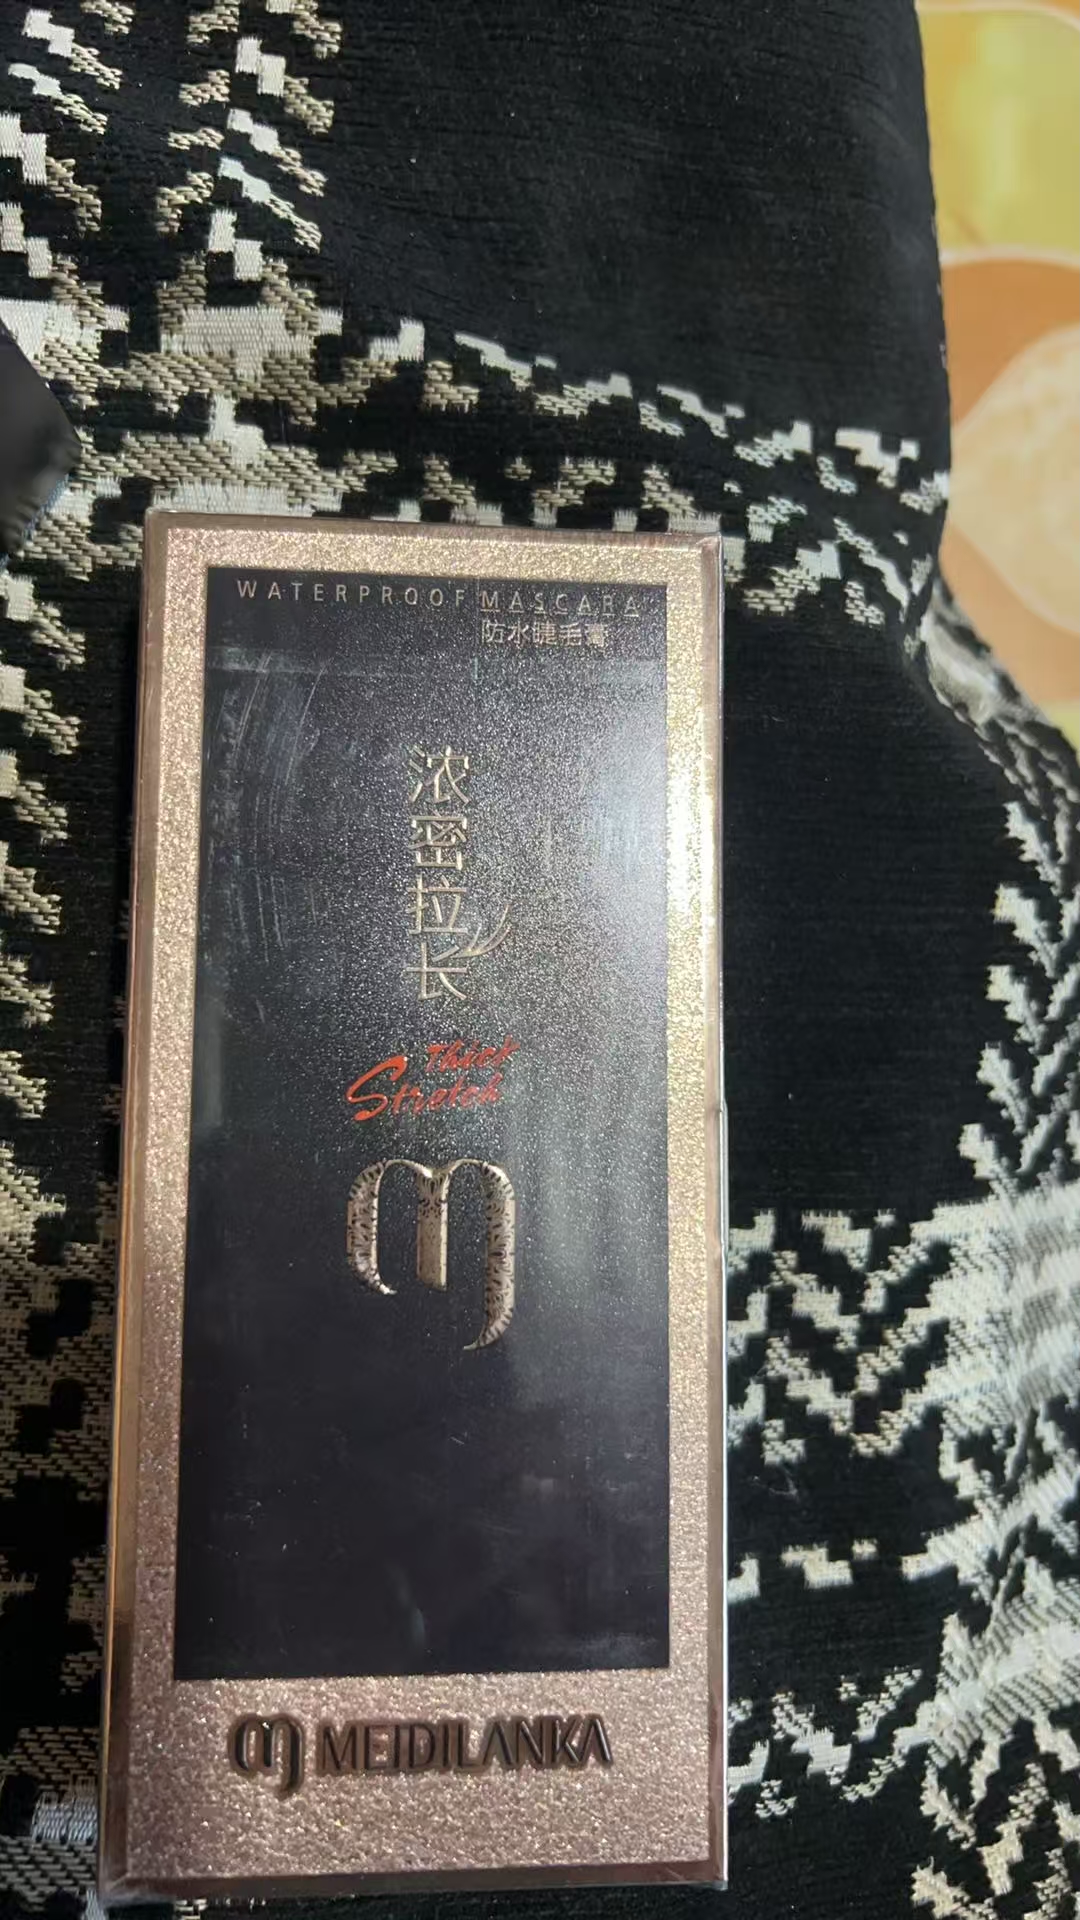 WATERPROOF MASCARA
防水睫毛膏
浓密拉长
Thick
Stretch
MEIDILANKA